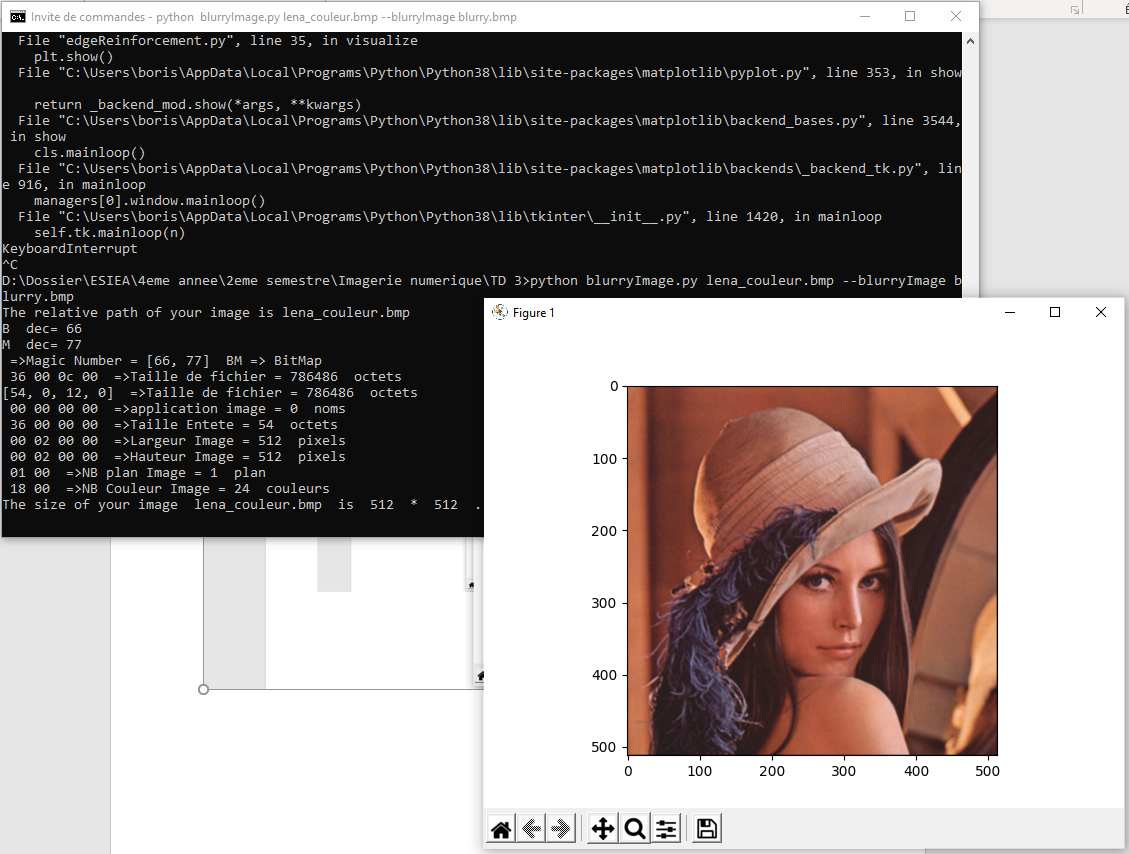 Invite de commandes - python  blurryImage.py lena_couleur.bmp --blurryImage blurry.bmp
  File "edgeReinforcement.py", line 35, in visualize
    plt.show()
  File "C:\Users\boris\AppData\Local\Programs\Python\Python38\lib\site-packages\matplotlib\pyplot.py", line 353, in show
    return _backend_mod.show(*args, **kwargs)
  File "C:\Users\boris\AppData\Local\Programs\Python\Python38\lib\site-packages\matplotlib\backend_bases.py", line 3544,
 in show
    cls.mainloop()
  File "C:\Users\boris\AppData\Local\Programs\Python\Python38\lib\site-packages\matplotlib\backends\_backend_tk.py", lin
e 916, in mainloop
    managers[0].window.mainloop()
  File "C:\Users\boris\AppData\Local\Programs\Python\Python38\lib\tkinter\__init__.py", line 1420, in mainloop
    self.tk.mainloop(n)
KeyboardInterrupt
^C
D:\Dossier\ESIEA\4eme annee\2eme semestre\Imagerie numerique\TD 3>python blurryImage.py lena_couleur.bmp --blurryImage b
lurry.bmp
The relative path of your image is lena_couleur.bmp
B  dec= 66
M  dec= 77
 =>Magic Number = [66, 77]  BM => BitMap
 36 00 0c 00  =>Taille de fichier = 786486  octets
[54, 0, 12, 0]  =>Taille de fichier = 786486  octets
 00 00 00 00  =>application image = 0  noms
 36 00 00 00  =>Taille Entete = 54  octets
 00 02 00 00  =>Largeur Image = 512  pixels
 00 02 00 00  =>Hauteur Image = 512  pixels
 01 00  =>NB plan Image = 1  plan
 18 00  =>NB Couleur Image = 24  couleurs
The size of your image  lena_couleur.bmp  is  512  *  512  .
Figure 1
0
100
200
300
400
500
0 100 200 300 400 500